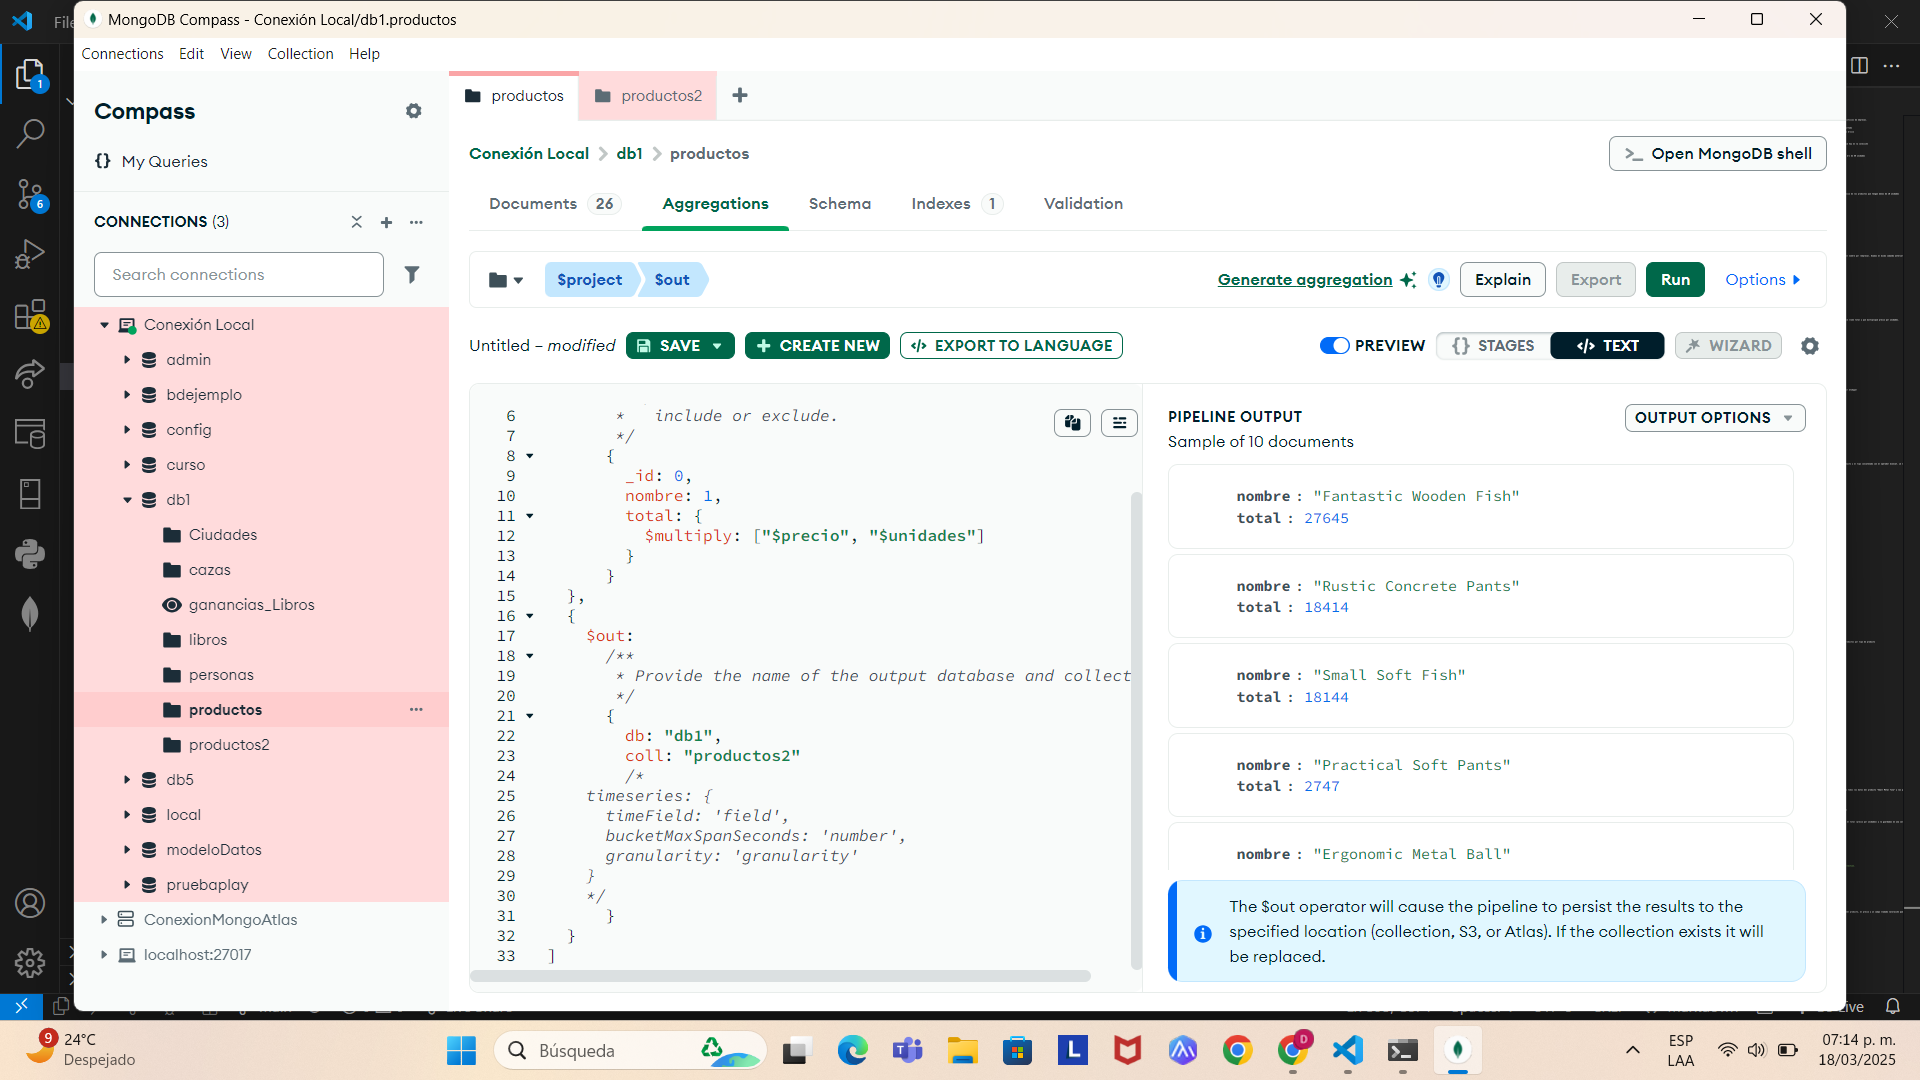 File
MongoDB Compass - Conexión Local/db1.productos
Connections Edit View Collection Help
Compass
My Queries
CONNECTIONS (3)
Search connections
Conexión Local
admin
bdejemplo
config
curso
db1
Ciudades
cazas
ganancias_Libros
libros
personas
productos
productos2
db5
local
modeloDatos
pruebaplay
ConexionMongoAtlas
localhost:27017
productos
productos2
Conexión Local > db1 > productos
Open MongoDB shell
Documents 26
Aggregations
Schema
Indexes 1
Validation
$project
$out
Generate aggregation
Explain
Export
Run
Options
Untitled – modified
SAVE
CREATE NEW
EXPORT TO LANGUAGE
PREVIEW
STAGES
TEXT
WIZARD
6 * include or exclude.
7 */
8 {
9 _id: 0,
10 nombre: 1,
11 total: {
12 $multiply: ["$precio", "$unidades"]
13 }
14 }
15 },
16 {
17 $out:
18 /**
19 * Provide the name of the output database and collect
20 */
21 {
22 db: "db1",
23 coll: "productos2"
24 /*
25 timeseries: {
26 timeField: 'field',
27 bucketMaxSpanSeconds: 'number',
28 granularity: 'granularity'
29 }
30 */
31 }
32 }
33 ]
PIPELINE OUTPUT
Sample of 10 documents
OUTPUT OPTIONS
nombre : "Fantastic Wooden Fish"
total : 27645
nombre : "Rustic Concrete Pants"
total : 18414
nombre : "Small Soft Fish"
total : 18144
nombre : "Practical Soft Pants"
total : 2747
nombre : "Ergonomic Metal Ball"
The $out operator will cause the pipeline to persist the results to the
specified location (collection, S3, or Atlas). If the collection exists it will
be replaced.
1
6
9
24°C
Despejado
Búsqueda
L
D
ESP
LAA
07:14 p. m.
18/03/2025